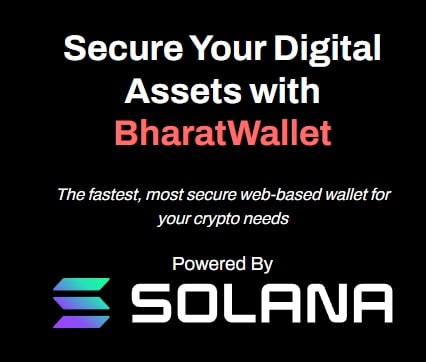 Secure Your Digital
Assets with
BharatWallet
The fastest, most secure web-based wallet for
your crypto needs
Powered By
SOLANA